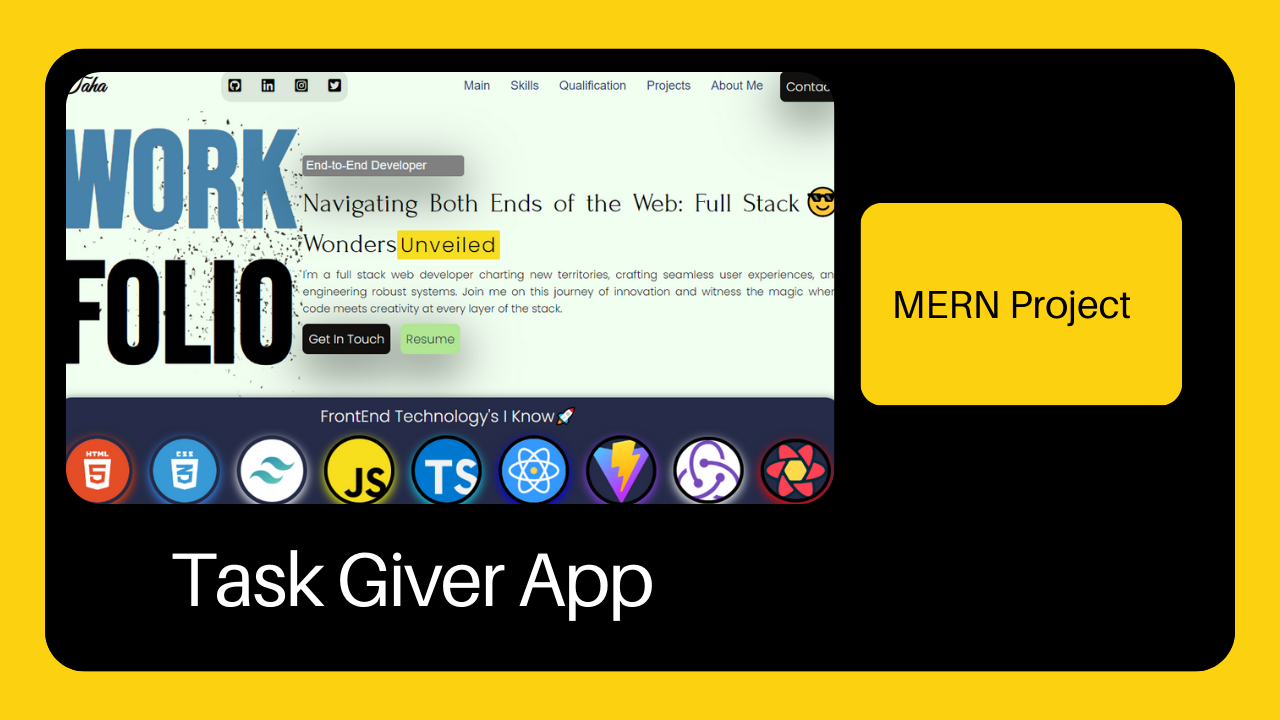 Taha
Main Skills Qualification Projects About Me
WORK
FOLIO
End-to-End Developer
Navigating Both Ends of the Web: Full Stack
Wonders Unveiled
I'm a full stack web developer charting new territories, crafting seamless user experiences,
engineering robust systems. Join me on this journey of innovation and witness the magic
code meets creativity at every layer of the stack.
Get In Touch Resume
FrontEnd Technology's I Know
HTML
5
CSS
3
JS
TS
MERN Project
Task Giver App